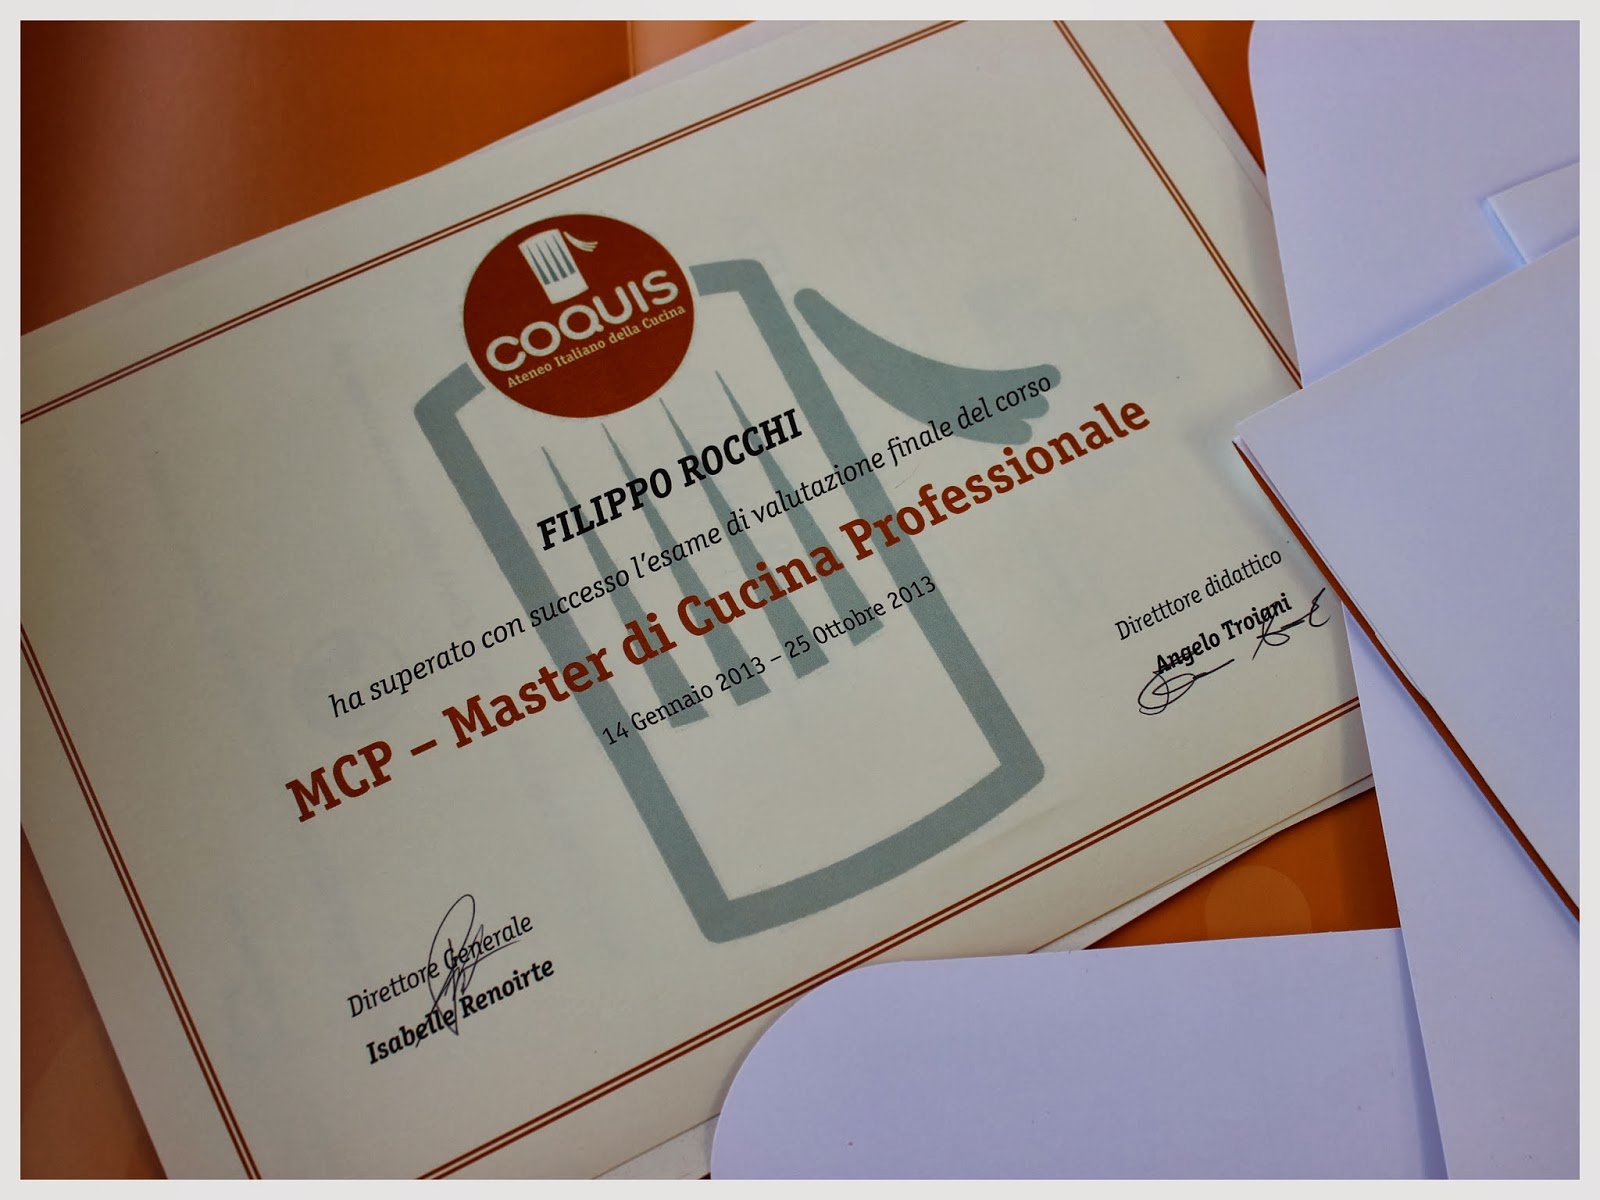 COQUIS
Ateneo Italiano della Cucina
FILIPPO ROCCHI
ha superato con successo l'esame di valutazione finale del corso
MCP – Master di Cucina Professionale
14 Gennaio 2013 – 25 Ottobre 2013
Diretttore didattico
Angelo Troiani
Direttore Generale
Isabelle Renoirte